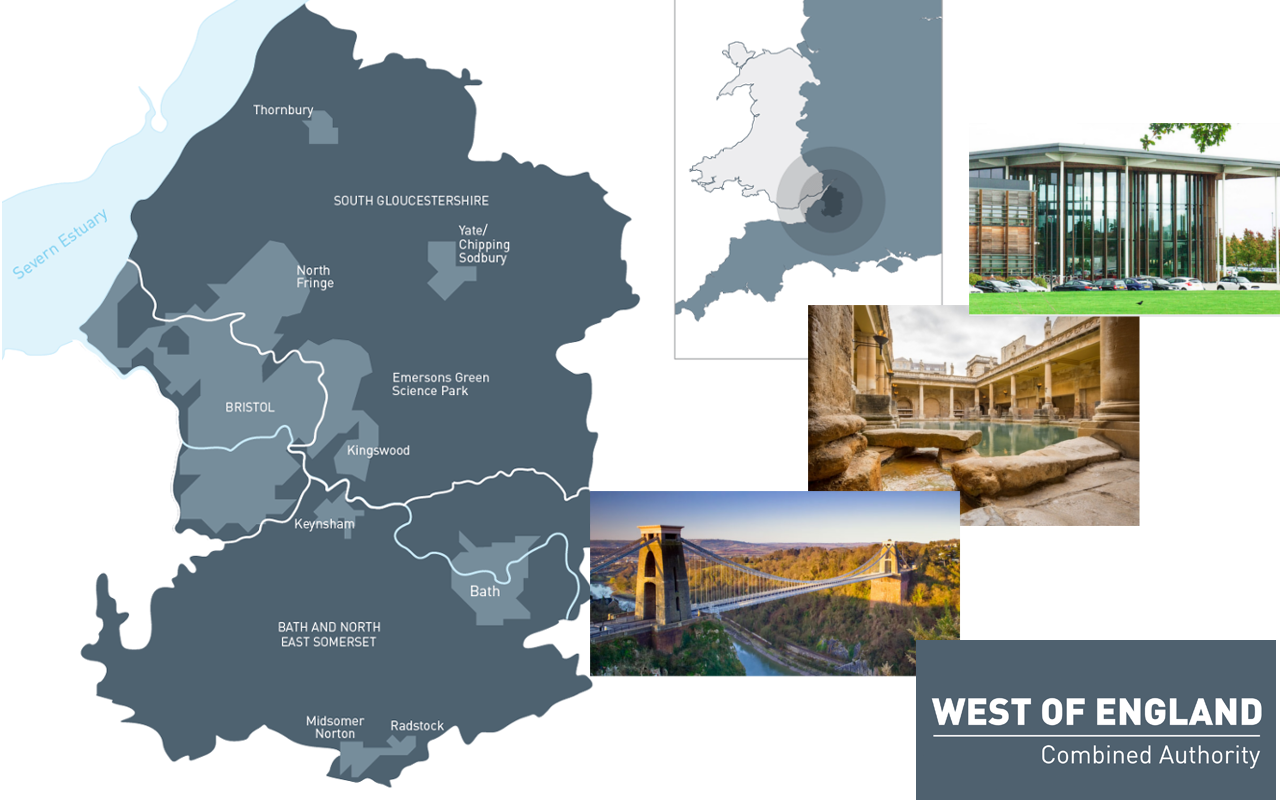 Thornbury
SOUTH GLOUCESTERSHIRE
Severn Estuary
Yate/
Chipping
Sodbury
North
Fringe
Emersons Green
Science Park
BRISTOL
Kingswood
Keynsham
Bath
BATH AND NORTH
EAST SOMERSET
Midsomer
Norton
Radstock
WEST OF ENGLAND
Combined Authority